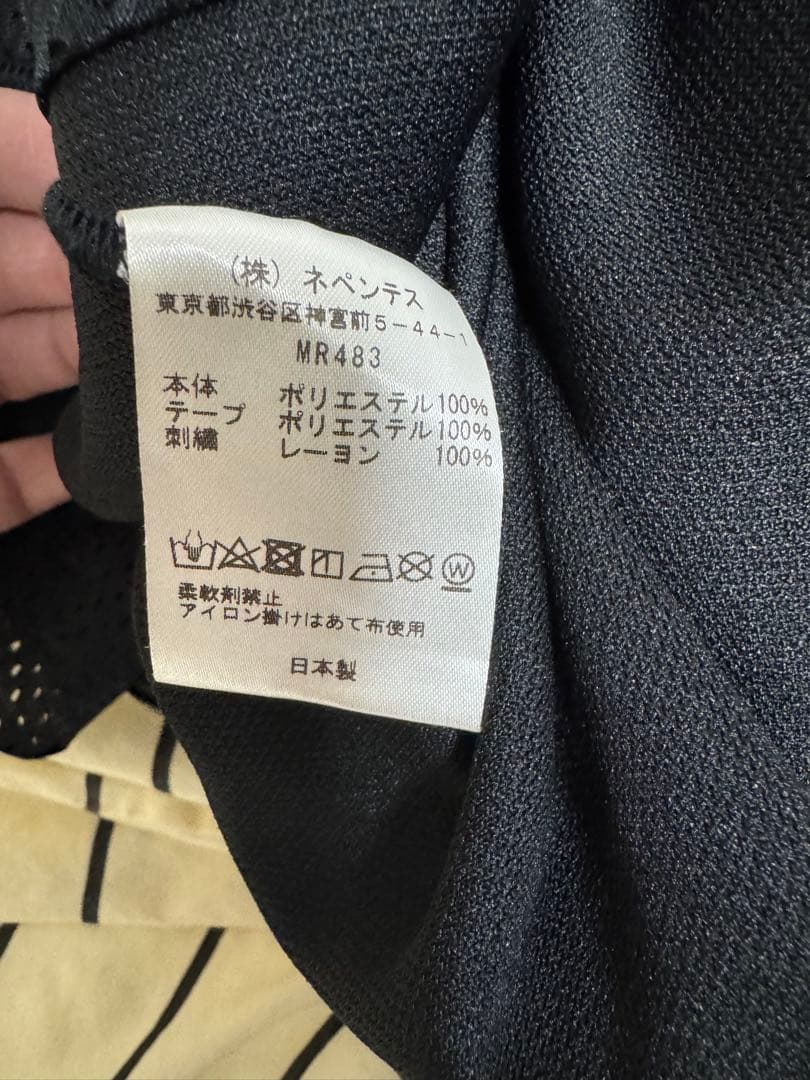 (株) ネペンテス
東京都渋谷区神宮前5-44-1
MR483
本体 ポリエステル100%
テープ ポリエステル100%
刺繍 レーヨン 100%
W
柔軟剤禁止
アイロン掛けはあて布使用
日本製